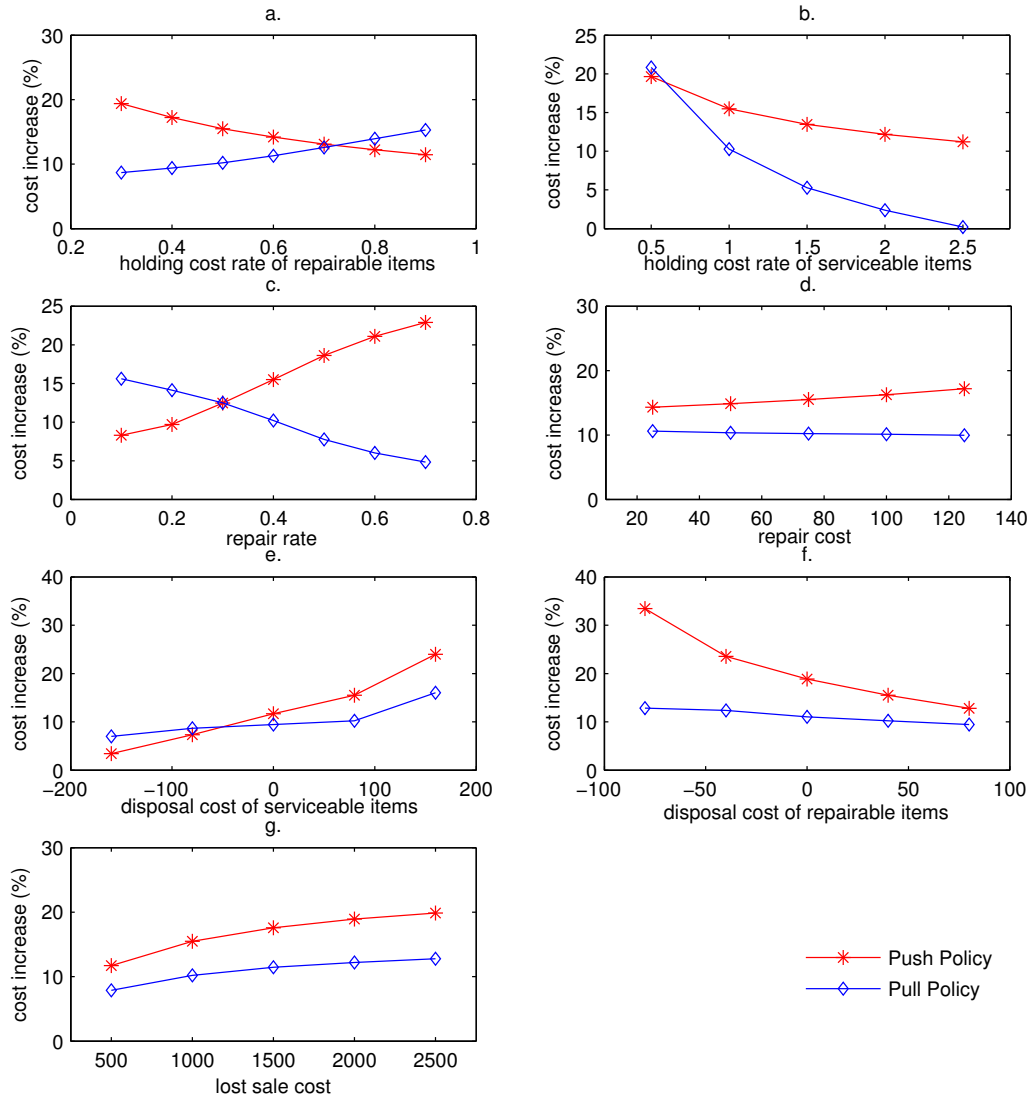 a.
30
20
10
0
cost increase (%)
0.2 0.4 0.6 0.8 1
holding cost rate of repairable items
b.
25
20
15
10
5
0
cost increase (%)
0.5 1 1.5 2 2.5
holding cost rate of serviceable items
c.
25
20
15
10
5
0
cost increase (%)
0 0.2 0.4 0.6 0.8
repair rate
d.
30
20
10
0
cost increase (%)
20 40 60 80 100 120 140
repair cost
e.
40
30
20
10
0
cost increase (%)
−200 −100 0 100 200
disposal cost of serviceable items
f.
40
30
20
10
0
cost increase (%)
−100 −50 0 50 100
disposal cost of repairable items
g.
30
20
10
0
cost increase (%)
500 1000 1500 2000 2500
lost sale cost
Push Policy
Pull Policy